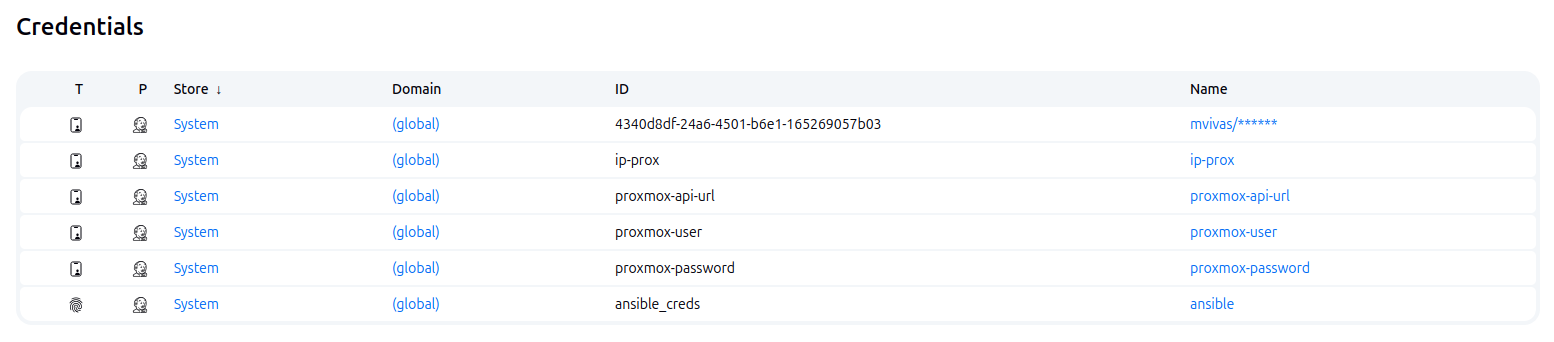 Credentials
T P Store ↓ Domain ID Name
System (global) 4340d8df-24a6-4501-b6e1-165269057b03 mvivas/******
System (global) ip-prox ip-prox
System (global) proxmox-api-url proxmox-api-url
System (global) proxmox-user proxmox-user
System (global) proxmox-password proxmox-password
System (global) ansible_creds ansible